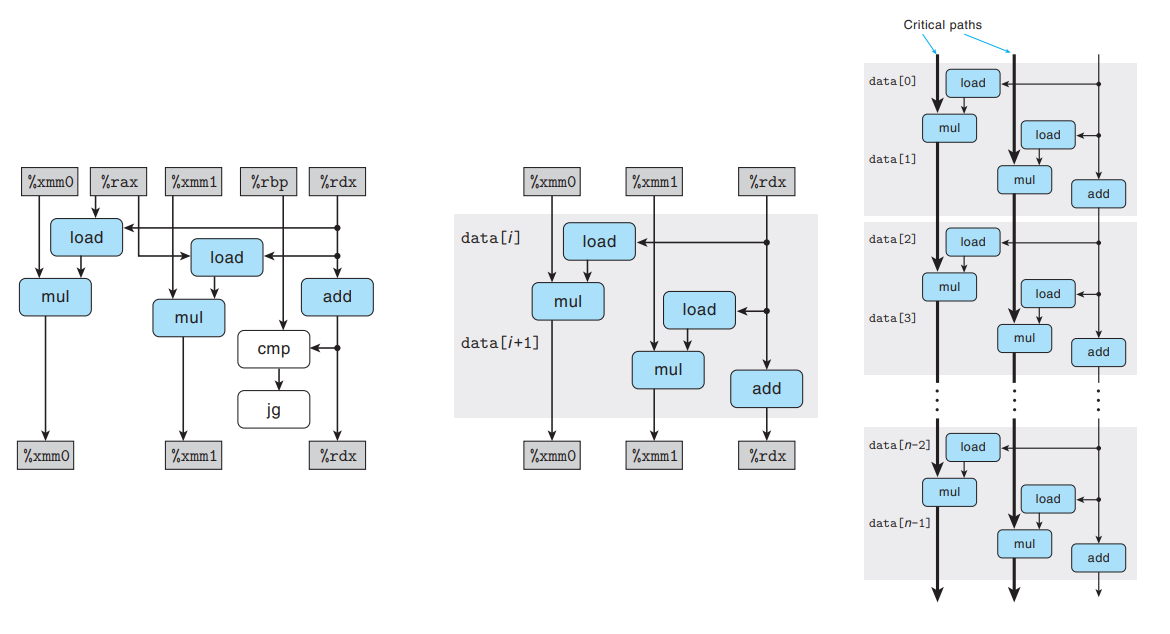 %xmm0 %rax %xmm1 %rbp %rdx
load
load
mul
add
mul
cmp
jg
%xmm0 %xmm1 %rdx
%xmm0 %xmm1 %rdx
data[i]
load
mul
load
data[i+1]
mul
add
%xmm0 %xmm1 %rdx
Critical paths
data[0]
load
mul
load
data[1]
mul
add
data[2]
load
mul
load
data[3]
mul
add
data[n-2]
load
mul
load
data[n-1]
mul
add